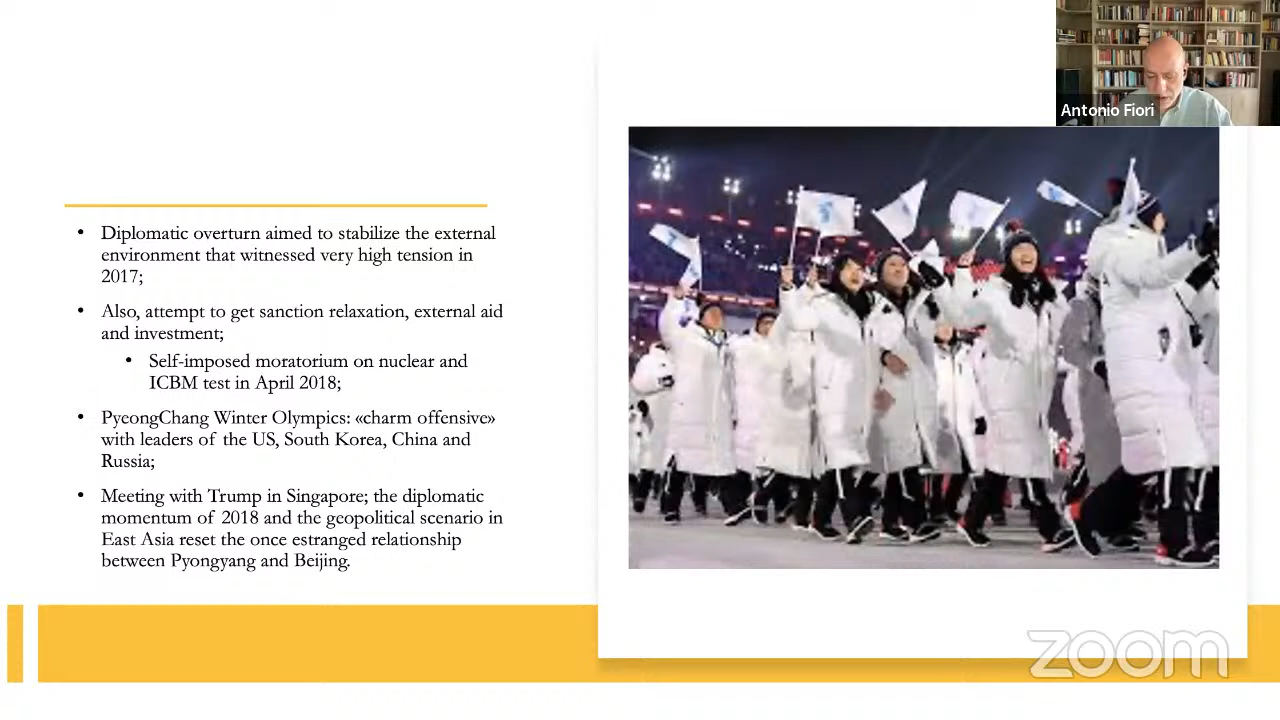 Antonio Fiori
• Diplomatic overturn aimed to stabilize the external
environment that witnessed very high tension in
2017;
• Also, attempt to get sanction relaxation, external aid
and investment;
• Self-imposed moratorium on nuclear and
ICBM test in April 2018;
• PyeongChang Winter Olympics: «charm offensive»
with leaders of the US, South Korea, China and
Russia;
• Meeting with Trump in Singapore; the diplomatic
momentum of 2018 and the geopolitical scenario in
East Asia reset the once estranged relationship
between Pyongyang and Beijing.
zoom